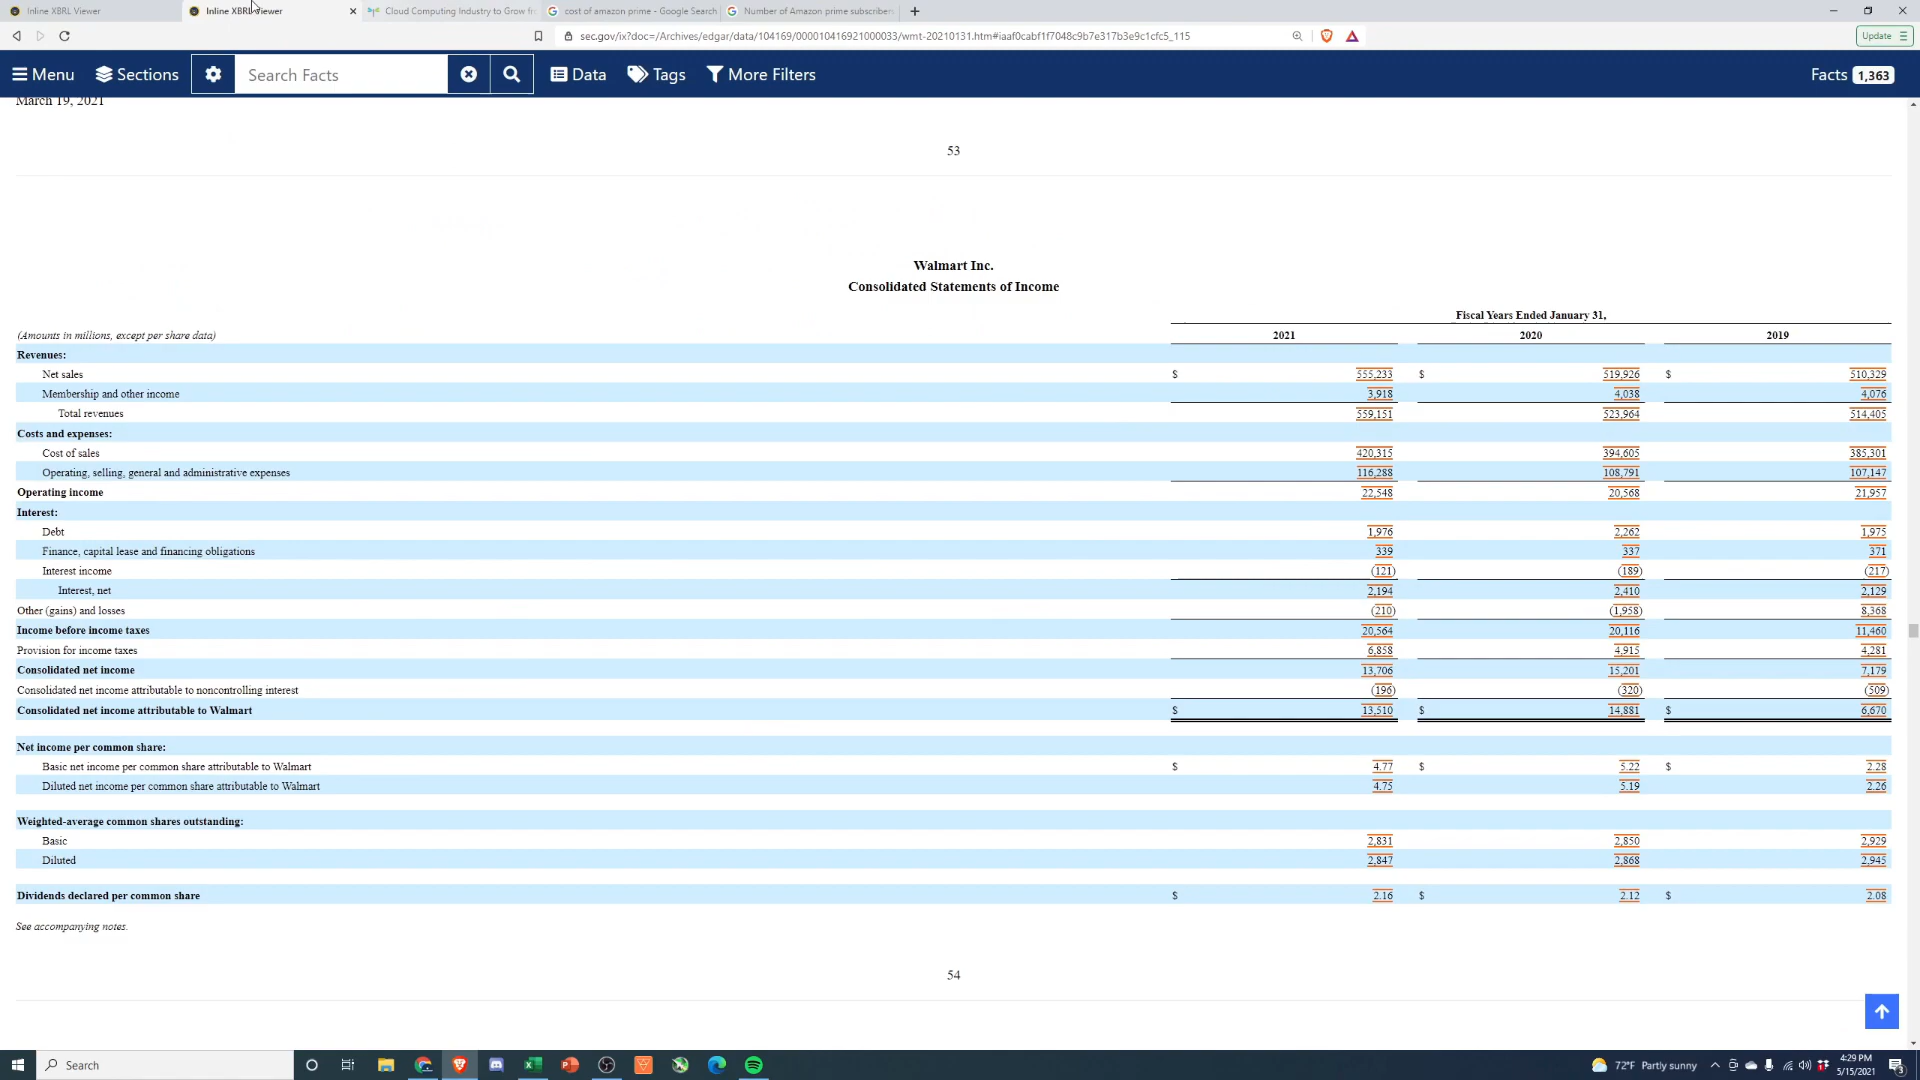 Inline XBRL Viewer
Inline XBRL Viewer
Cloud Computing Industry to Grow fr
cost of amazon prime - Google Search
Number of Amazon prime subscribers
sec.gov/ix?doc=/Archives/edgar/data/104169/000010416921000033/wmt-20210131.htm#iaaf0cabf1f7048c9b7e317b3e9c1cfc5_115
Update
Menu
Sections
Search Facts
Data
Tags
More Filters
Facts 1,363
March 19, 2021
53
Walmart Inc.
Consolidated Statements of Income
Fiscal Years Ended January 31,
(Amounts in millions, except per share data) 2021 2020 2019
Revenues:
Net sales $ 555,233 $ 519,926 $ 510,329
Membership and other income 3,918 4,038 4,076
Total revenues 559,151 523,964 514,405
Costs and expenses:
Cost of sales 420,315 394,605 385,301
Operating, selling, general and administrative expenses 116,288 108,791 107,147
Operating income 22,548 20,568 21,957
Interest:
Debt 1,976 2,262 1,975
Finance, capital lease and financing obligations 339 337 371
Interest income (121) (189) (217)
Interest, net 2,194 2,410 2,129
Other (gains) and losses (210) (1,958) 8,368
Income before income taxes 20,564 20,116 11,460
Provision for income taxes 6,858 4,915 4,281
Consolidated net income 13,706 15,201 7,179
Consolidated net income attributable to noncontrolling interest (196) (320) (509)
Consolidated net income attributable to Walmart $ 13,510 $ 14,881 $ 6,670
Net income per common share:
Basic net income per common share attributable to Walmart $ 4.77 $ 5.22 $ 2.28
Diluted net income per common share attributable to Walmart 4.75 5.19 2.26
Weighted-average common shares outstanding:
Basic 2,831 2,850 2,929
Diluted 2,847 2,868 2,945
Dividends declared per common share $ 2.16 $ 2.12 $ 2.08
See accompanying notes.
54
Search
72°F Partly sunny
4:29 PM
5/15/2021
3